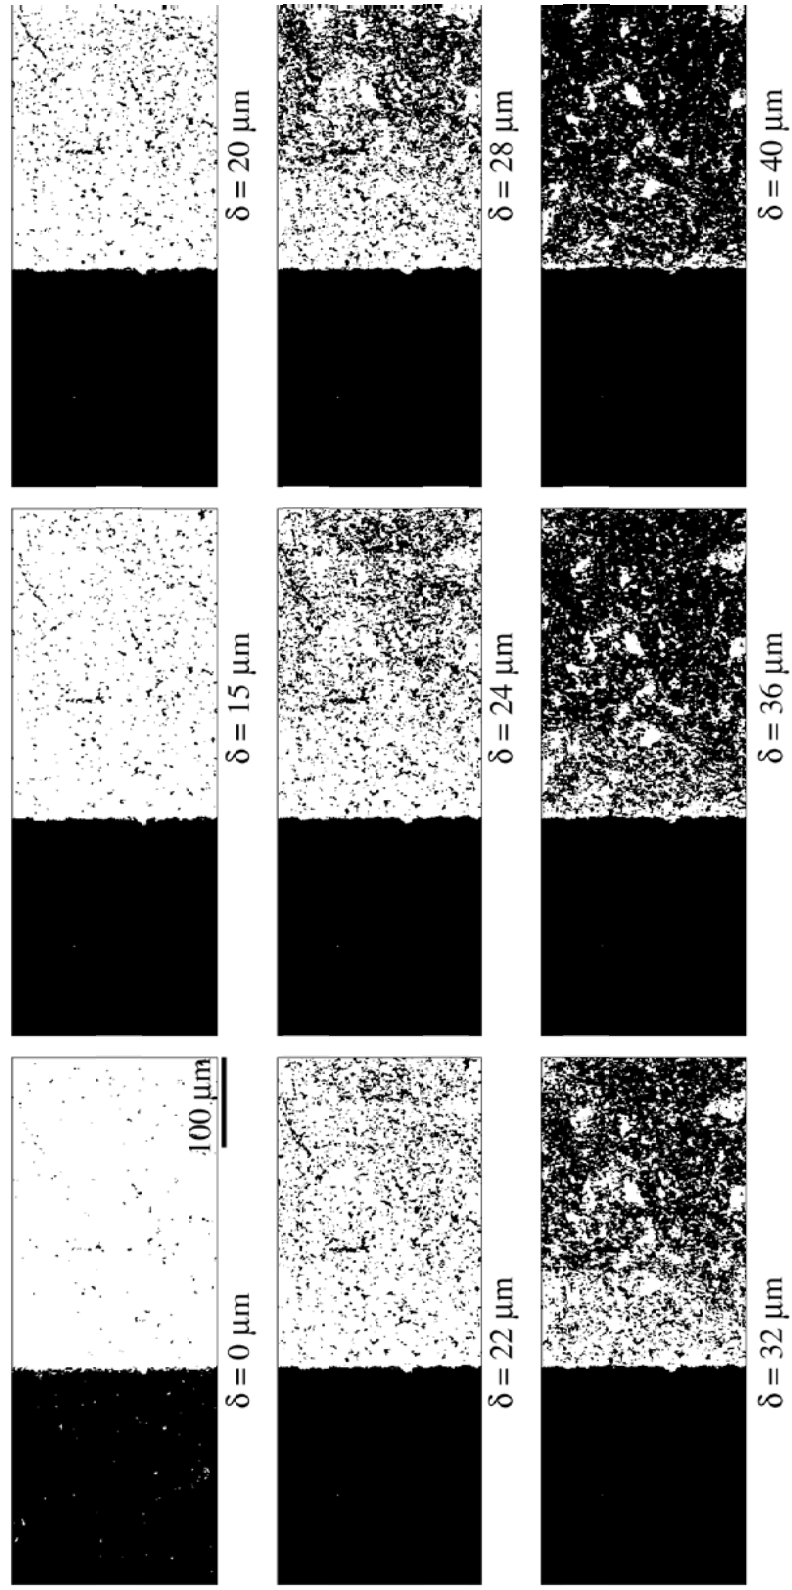 100 μm
δ = 0 μm
δ = 15 μm
δ = 20 μm
δ = 22 μm
δ = 24 μm
δ = 28 μm
δ = 32 μm
δ = 36 μm
δ = 40 μm